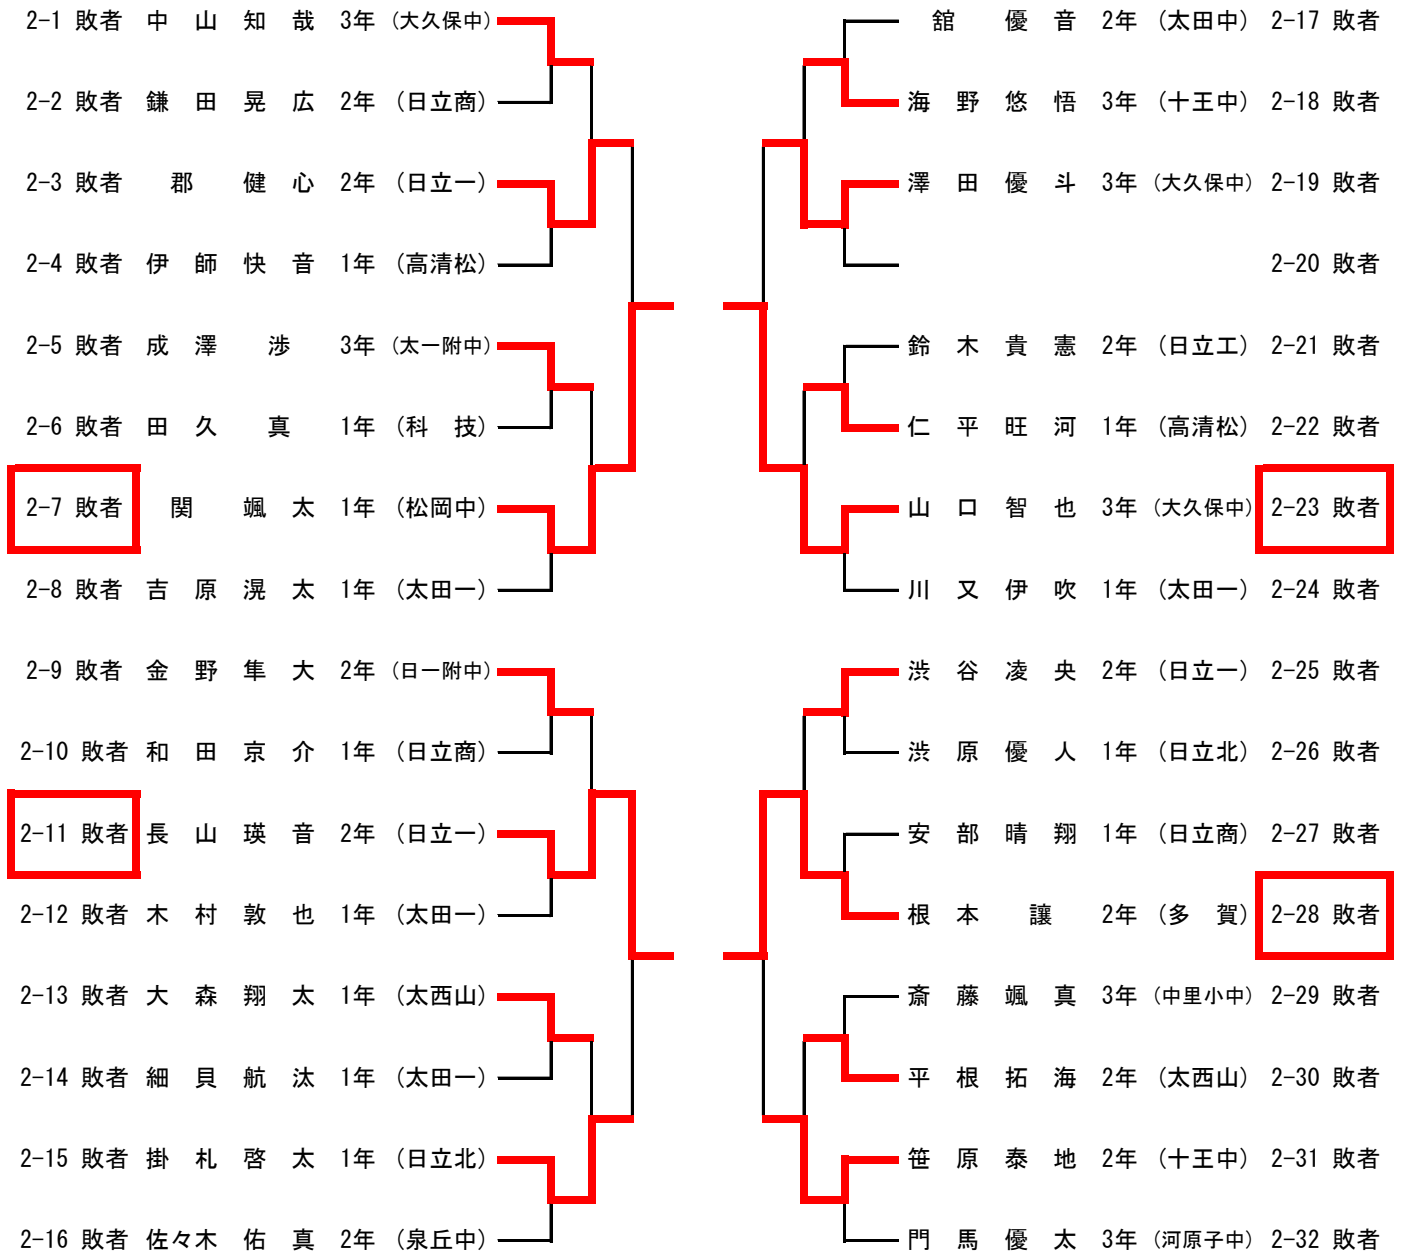 2-1 敗者 中山知哉 3年 (大久保中)
2-2 敗者 鎌田晃広 2年 (日立商)
2-3 敗者 郡健心 2年 (日立一)
2-4 敗者 伊師快音 1年 (高清松)
2-5 敗者 成澤渉 3年 (太一附中)
2-6 敗者 田久真 1年 (科技)
2-7 敗者 関颯太 1年 (松岡中)
2-8 敗者 吉原滉太 1年 (太田一)
2-9 敗者 金野隼大 2年 (日一附中)
2-10 敗者 和田京介 1年 (日立商)
2-11 敗者 長山瑛音 2年 (日立一)
2-12 敗者 木村敦也 1年 (太田一)
2-13 敗者 大森翔太 1年 (太西山)
2-14 敗者 細貝航汰 1年 (太田一)
2-15 敗者 掛札啓太 1年 (日立北)
2-16 敗者 佐々木佑真 2年 (泉丘中)
舘優音 2年 (太田中) 2-17 敗者
海野悠悟 3年 (十王中) 2-18 敗者
澤田優斗 3年 (大久保中) 2-19 敗者
2-20 敗者
鈴木貴憲 2年 (日立工) 2-21 敗者
仁平旺河 1年 (高清松) 2-22 敗者
山口智也 3年 (大久保中) 2-23 敗者
川又伊吹 1年 (太田一) 2-24 敗者
渋谷凌央 2年 (日立一) 2-25 敗者
渋原優人 1年 (日立北) 2-26 敗者
安部晴翔 1年 (日立商) 2-27 敗者
根本譲 2年 (多賀) 2-28 敗者
斎藤颯真 3年 (中里小中) 2-29 敗者
平根拓海 2年 (太西山) 2-30 敗者
笹原泰地 2年 (十王中) 2-31 敗者
門馬優太 3年 (河原子中) 2-32 敗者